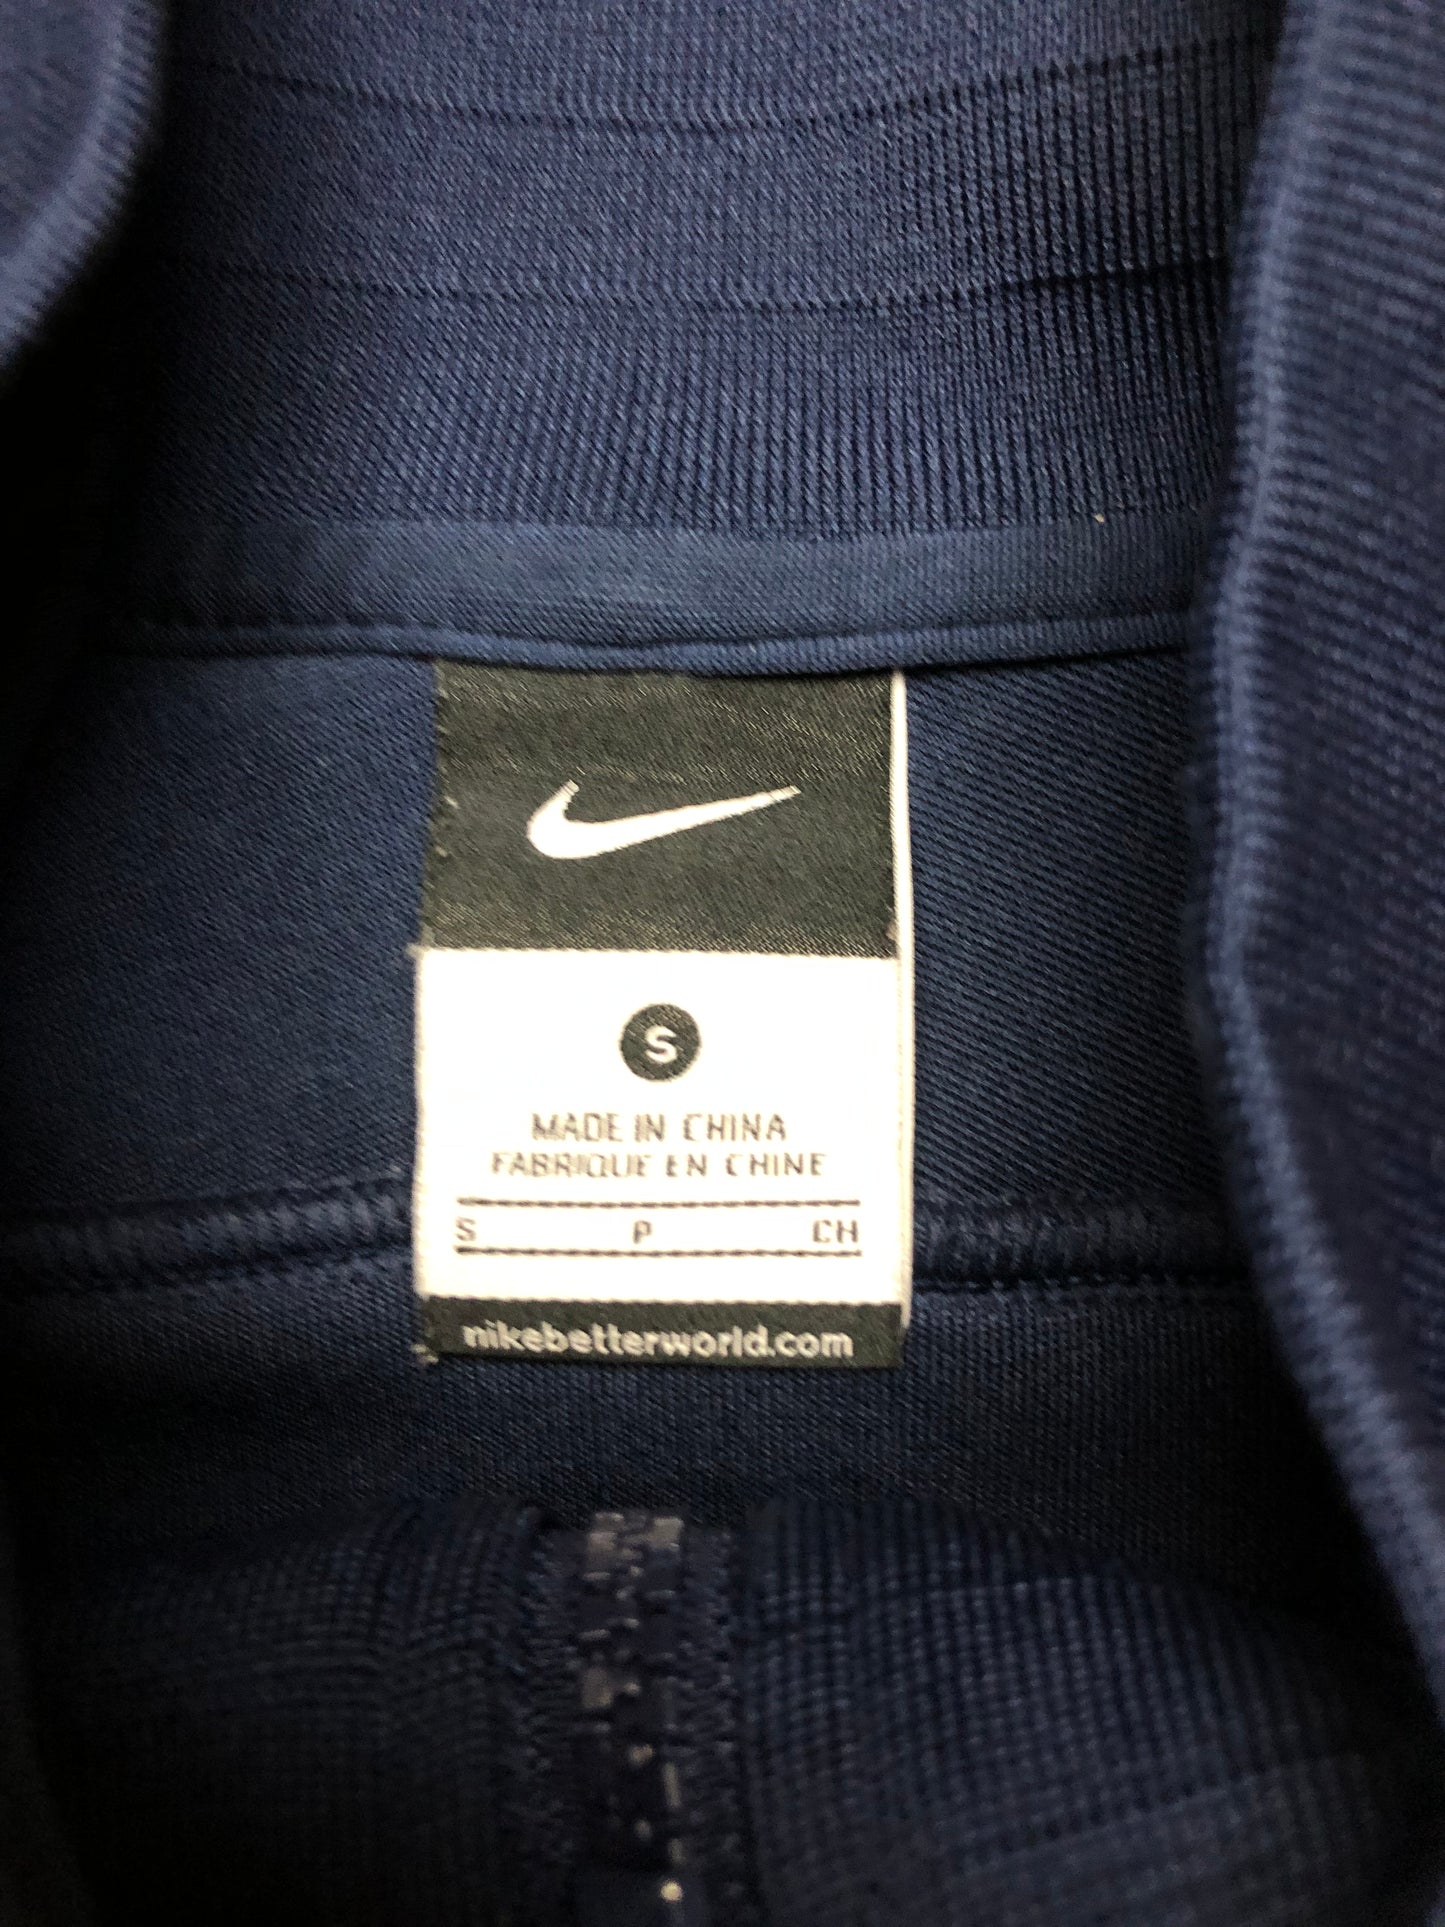 S
MADE IN CHINA
FABRIQUE EN CHINE
S P CH
nikebetterworld.com